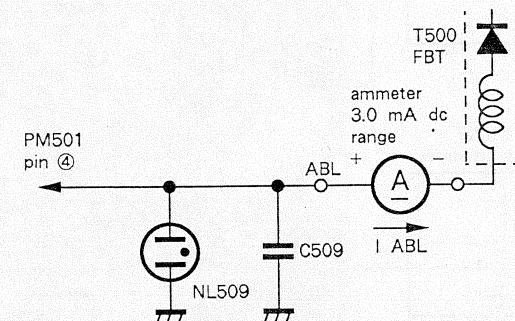 T500
FBT
ammeter
3.0 mA dc
range
PM501
pin ④
ABL
+
−
A
I ABL
C509
NL509